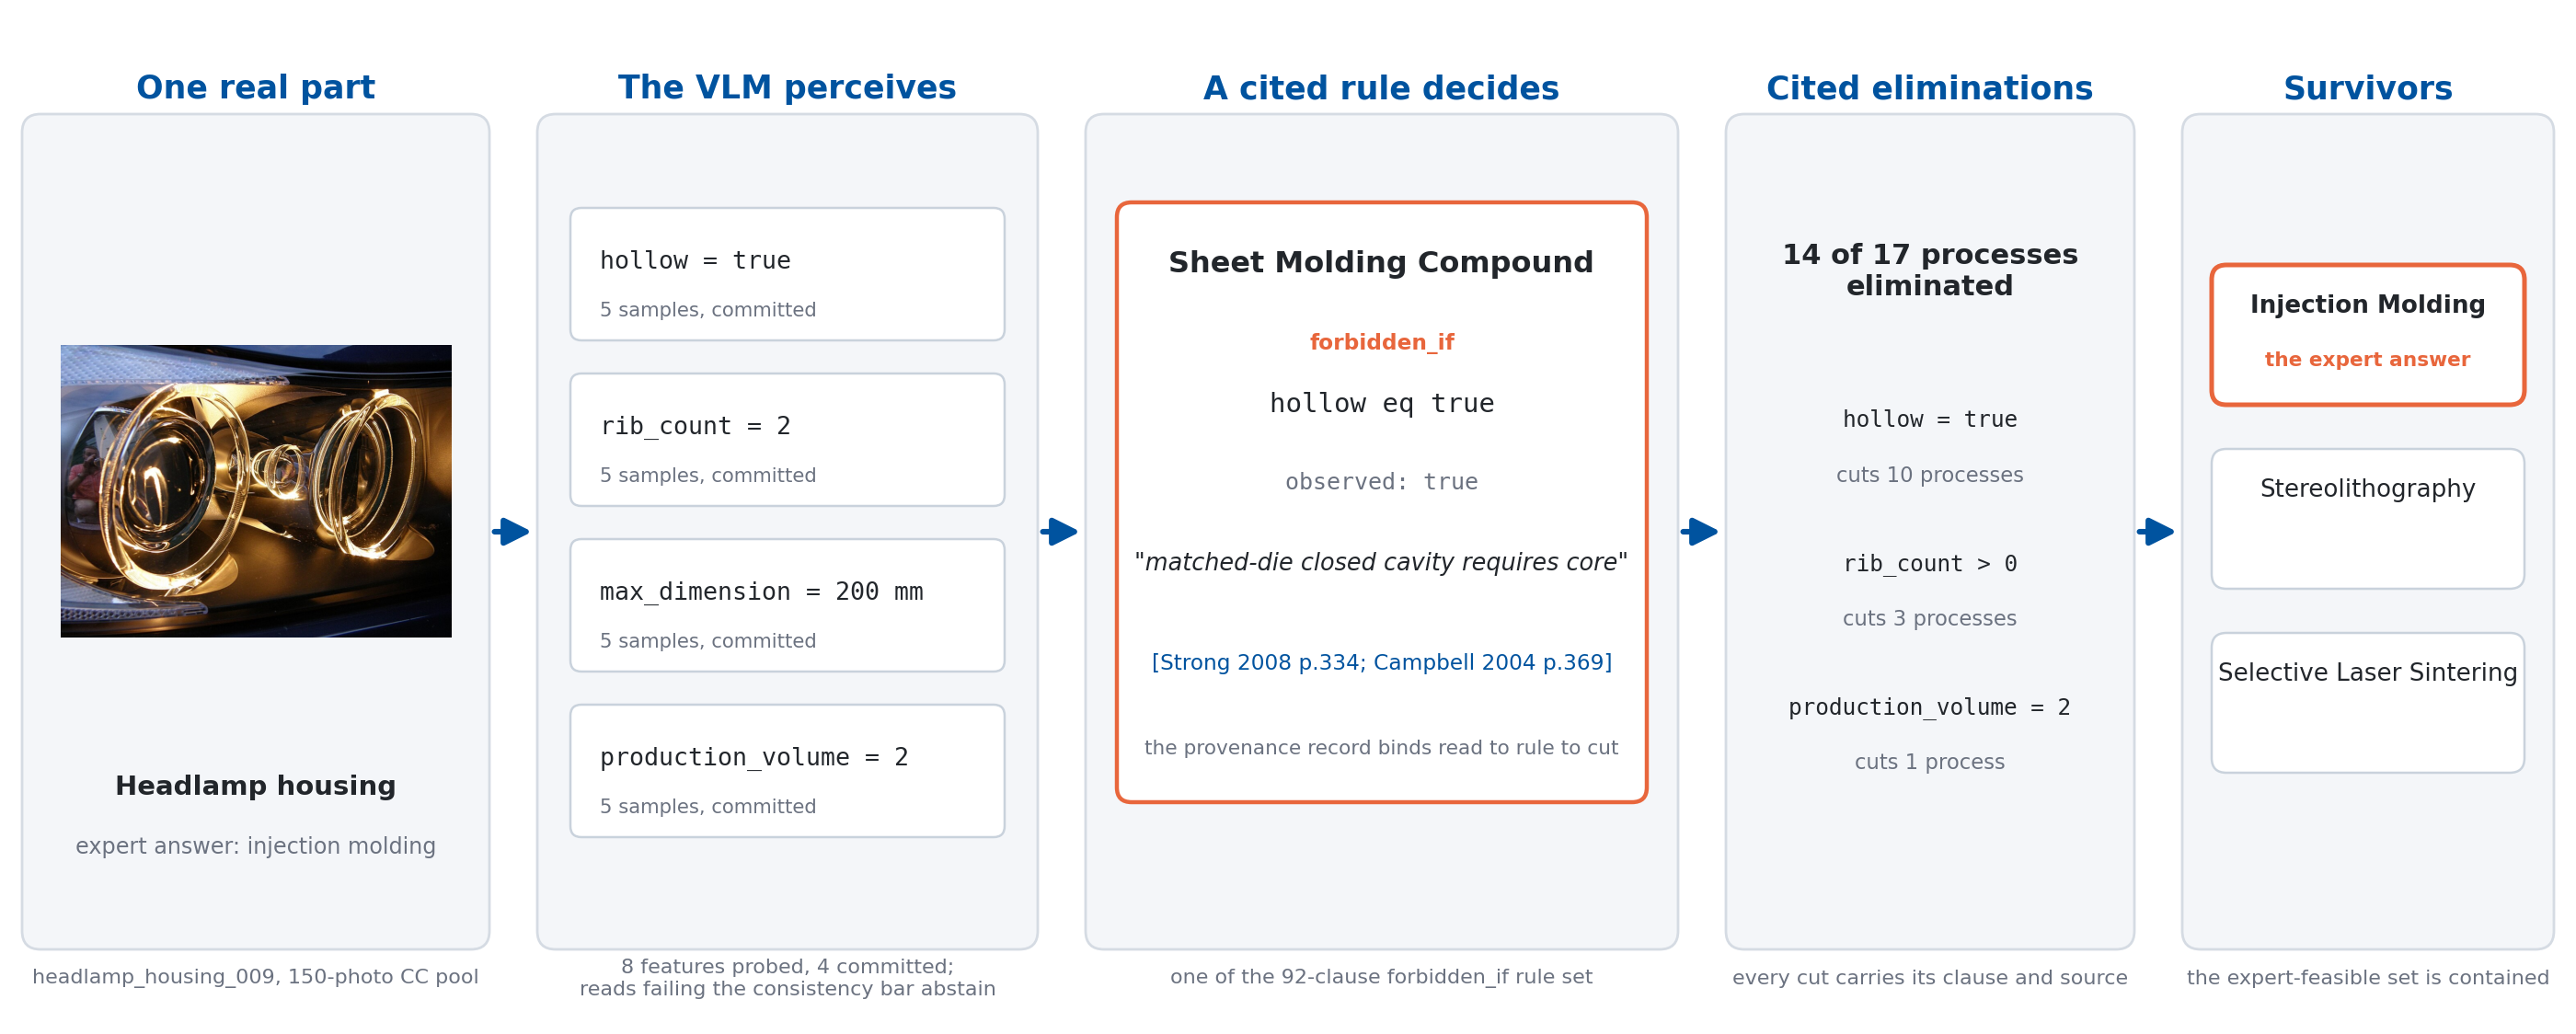 One real part
Headlamp housing
expert answer: injection molding
headlamp_housing_009, 150-photo CC pool
The VLM perceives
hollow = true
5 samples, committed
rib_count = 2
5 samples, committed
max_dimension = 200 mm
5 samples, committed
production_volume = 2
5 samples, committed
8 features probed, 4 committed;
reads failing the consistency bar abstain
A cited rule decides
Sheet Molding Compound
forbidden_if
hollow eq true
observed: true
"matched-die closed cavity requires core"
[Strong 2008 p.334; Campbell 2004 p.369]
the provenance record binds read to rule to cut
one of the 92-clause forbidden_if rule set
Cited eliminations
14 of 17 processes
eliminated
hollow = true
cuts 10 processes
rib_count > 0
cuts 3 processes
production_volume = 2
cuts 1 process
every cut carries its clause and source
Survivors
Injection Molding
the expert answer
Stereolithography
Selective Laser Sintering
the expert-feasible set is contained